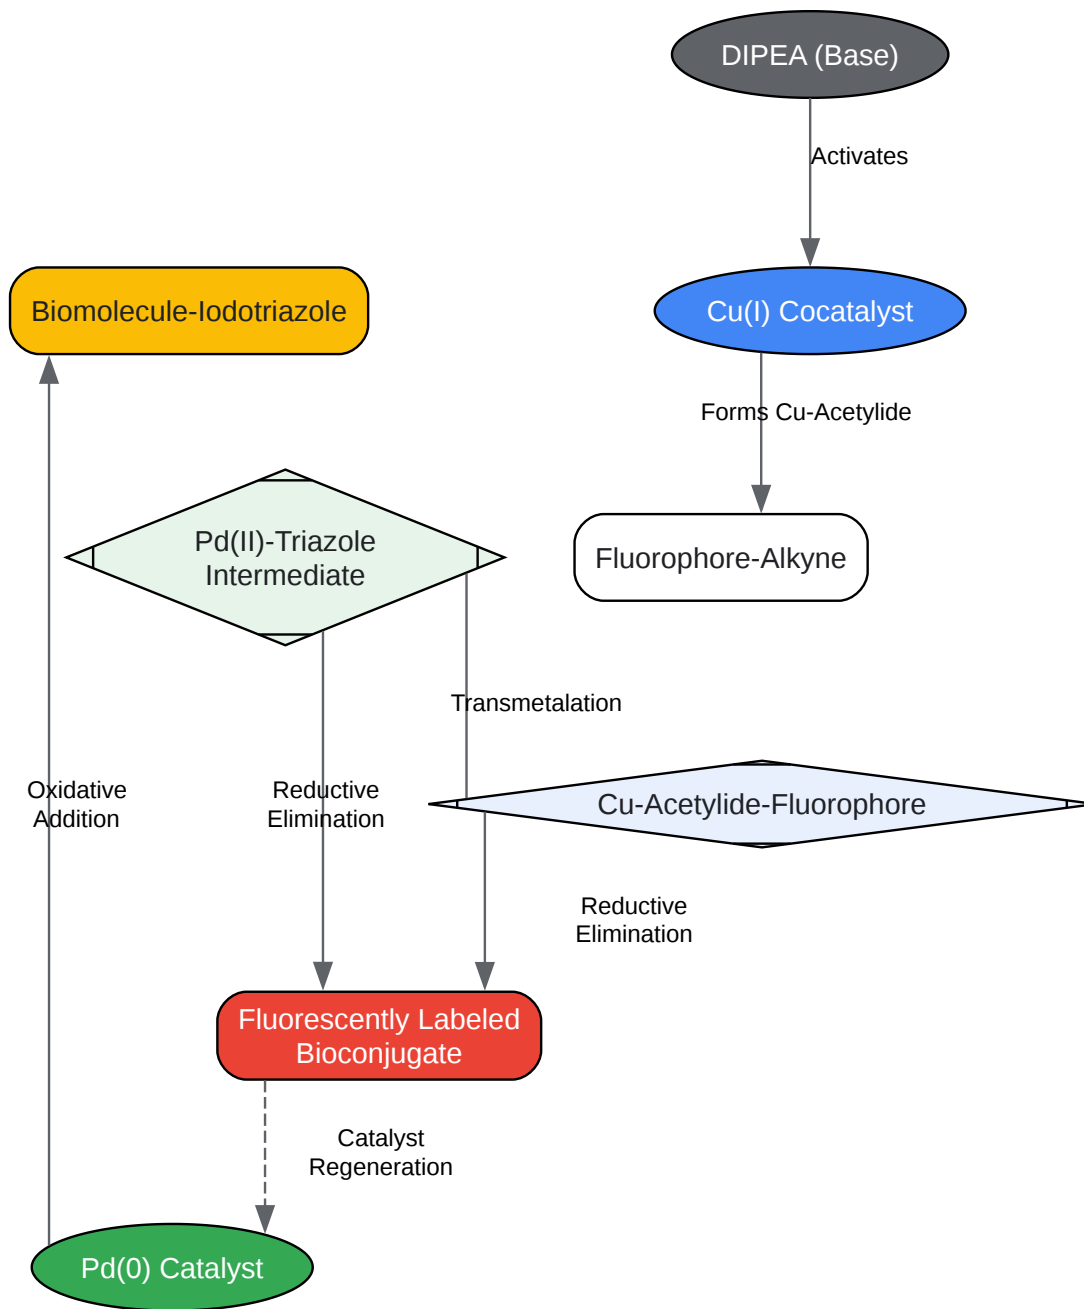 DIPEA (Base)
Activates
Biomolecule-Iodotriazole
Cu(I) Cocatalyst
Forms Cu-Acetylide
Pd(II)-Triazole
Intermediate
Fluorophore-Alkyne
Transmetalation
Oxidative
Addition
Reductive
Elimination
Cu-Acetylide-Fluorophore
Reductive
Elimination
Fluorescently Labeled
Bioconjugate
Catalyst
Regeneration
Pd(0) Catalyst